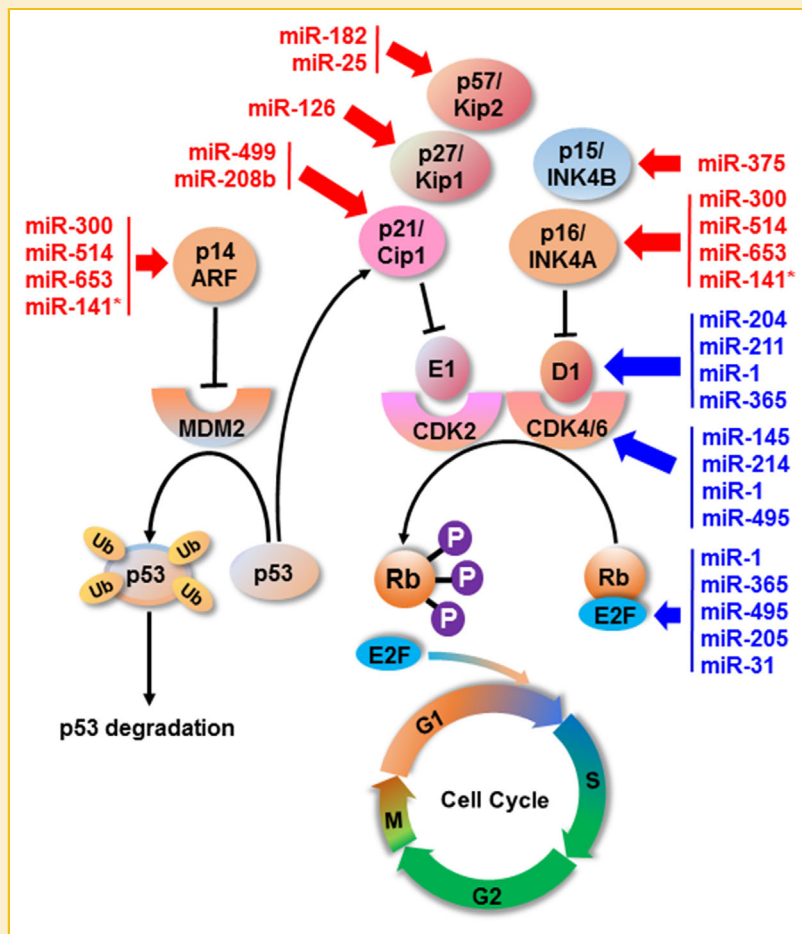 miR-182
miR-25
p57/
Kip2
miR-126
p27/
Kip1
p15/
INK4B
miR-375
miR-499
miR-208b
p21/
Cip1
p16/
INK4A
miR-300
miR-514
miR-653
miR-141*
miR-300
miR-514
miR-653
miR-141*
p14
ARF
E1
D1
miR-204
miR-211
miR-1
miR-365
MDM2
CDK2
CDK4/6
miR-145
miR-214
miR-1
miR-495
Ub
Ub
p53
Ub
Ub
p53
Rb
P
P
P
Rb
E2F
miR-1
miR-365
miR-495
miR-205
miR-31
E2F
p53 degradation
G1
S
Cell Cycle
M
G2